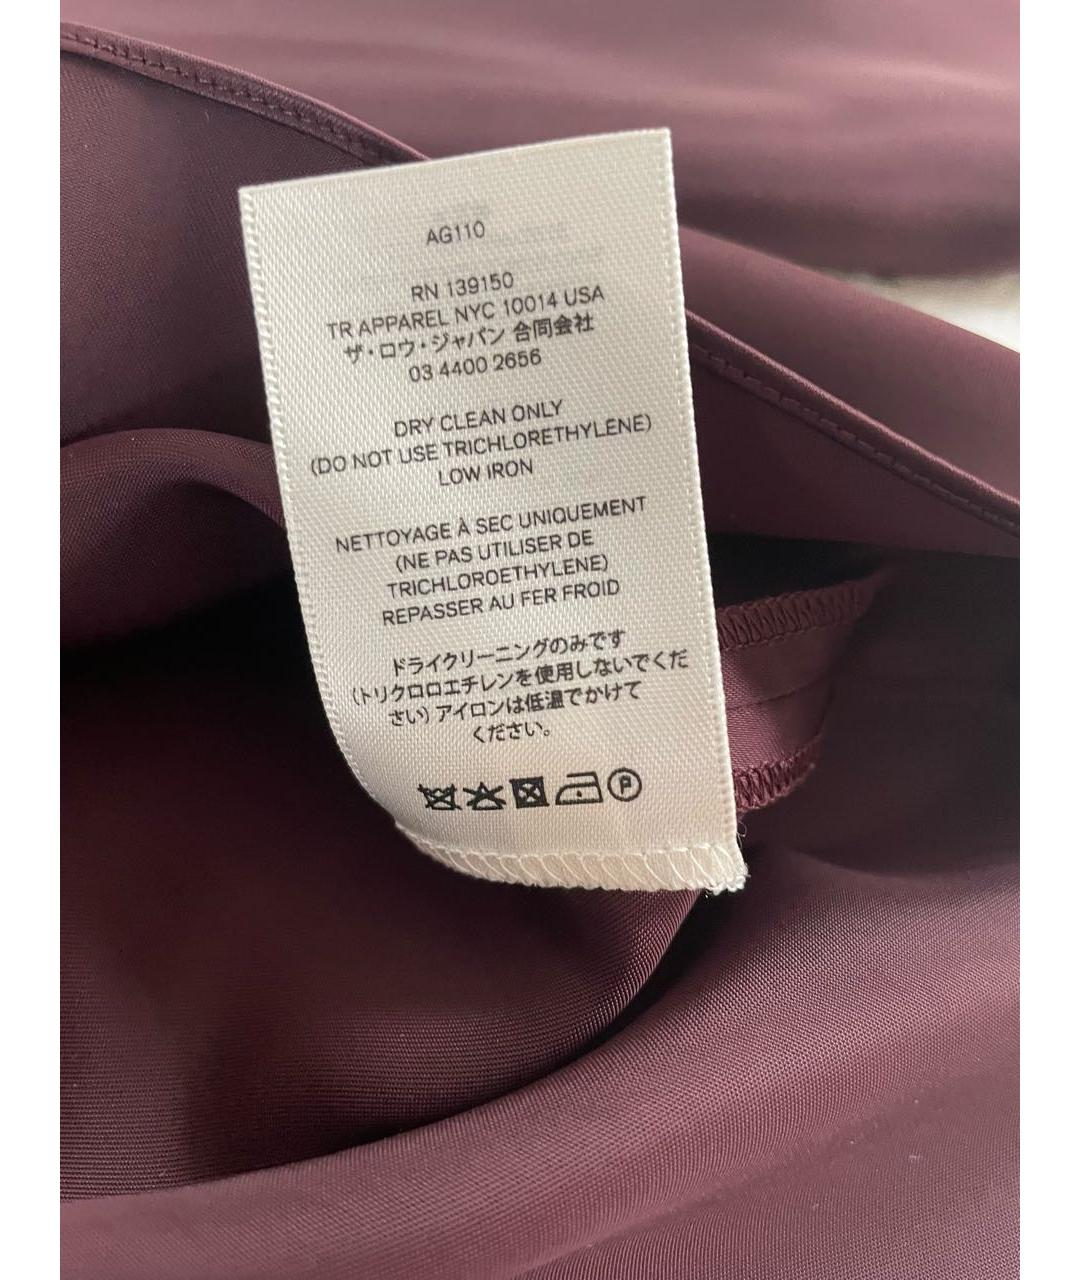 AG110
RN 139150
TR APPAREL NYC 10014 USA
ザ・ロウ・ジャパン 合同会社
03 4400 2656
DRY CLEAN ONLY
(DO NOT USE TRICHLORETHYLENE)
LOW IRON
NETTOYAGE À SEC UNIQUEMENT
(NE PAS UTILISER DE
TRICHLOROETHYLENE)
REPASSER AU FER FROID
ドライクリーニングのみです
(トリクロロエチレンを使用しないでくだ
さい) アイロンは低温でかけて
ください。
P